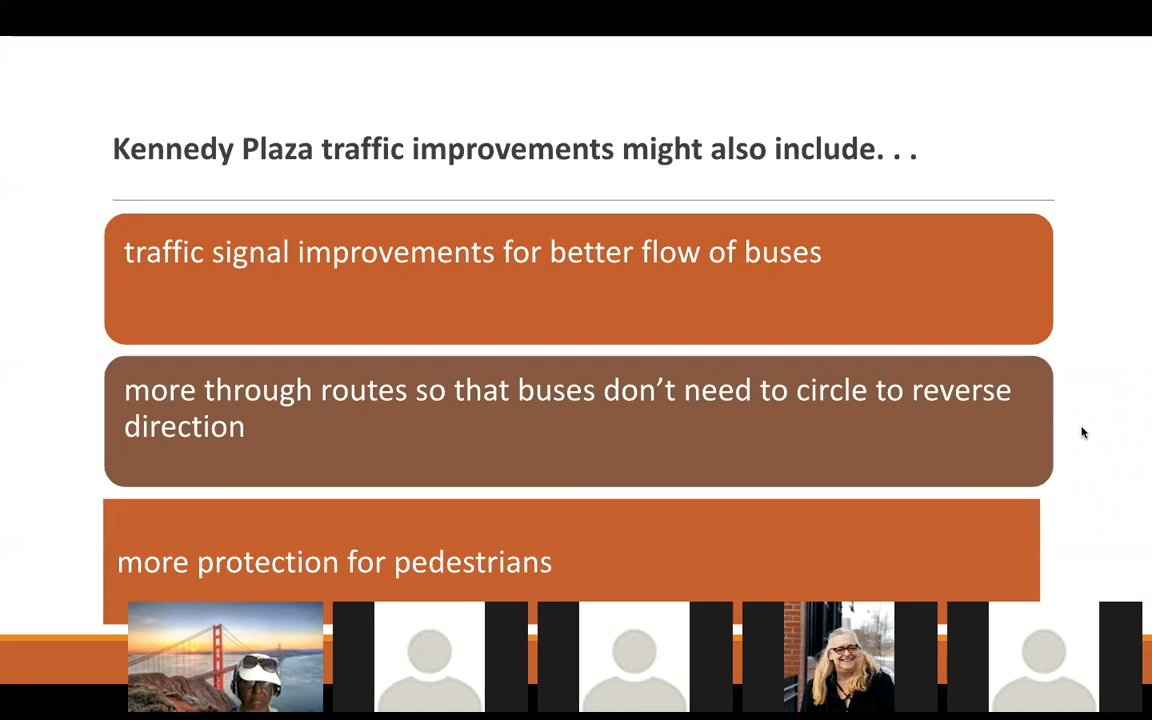 Kennedy Plaza traffic improvements might also include. . .
traffic signal improvements for better flow of buses
more through routes so that buses don’t need to circle to reverse
direction
more protection for pedestrians